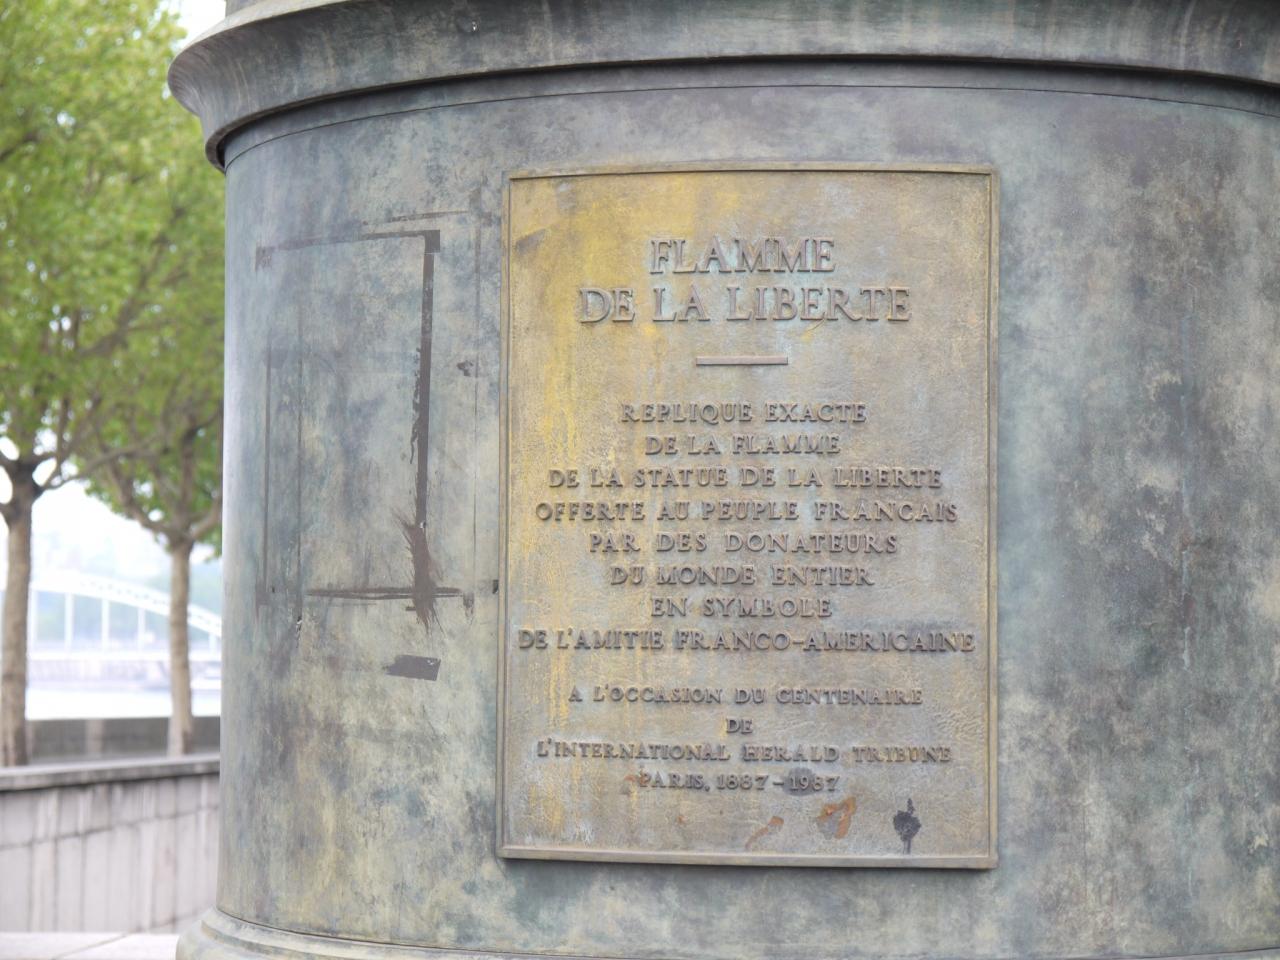 FLAMME
DE LA LIBERTE
REPLIQUE EXACTE
DE LA FLAMME
DE LA STATUE DE LA LIBERTE
OFFERTE AU PEUPLE FRANCAIS
PAR DES DONATEURS
DU MONDE ENTIER
EN SYMBOLE
DE L'AMITIE FRANCO-AMERICAINE
A L'OCCASION DU CENTENAIRE
DE
L'INTERNATIONAL HERALD TRIBUNE
PARIS, 1887-1987